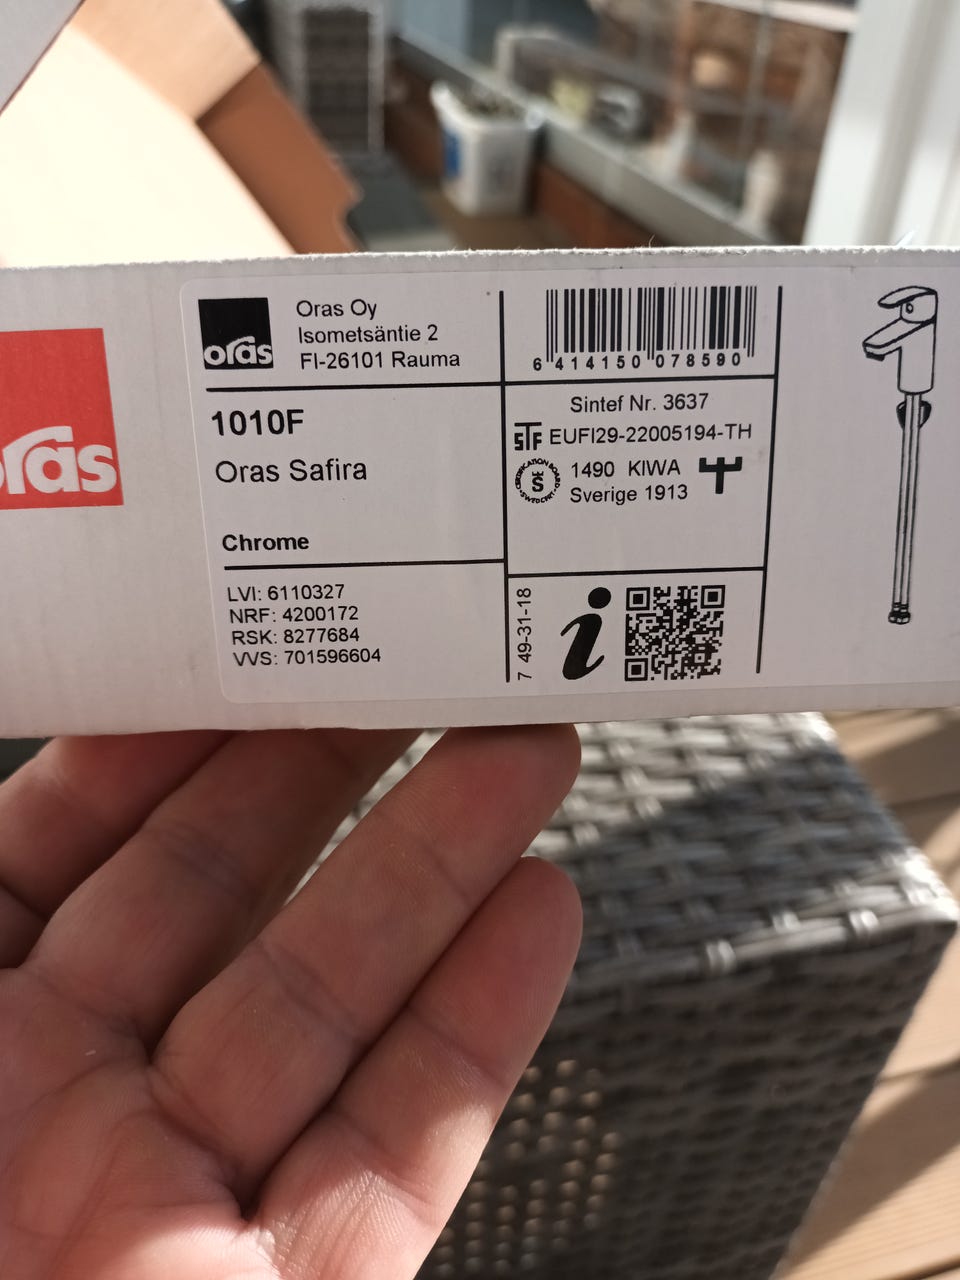 oras
oras
Oras Oy
Isometsäntie 2
FI-26101 Rauma
1010F
Oras Safira
Chrome
LVI: 6110327
NRF: 4200172
RSK: 8277684
VVS: 701596604
6 414150 078590
Sintef Nr. 3637
STF EUFI29-22005194-TH
1490 KIWA
Sverige 1913
7 49-31-18
i